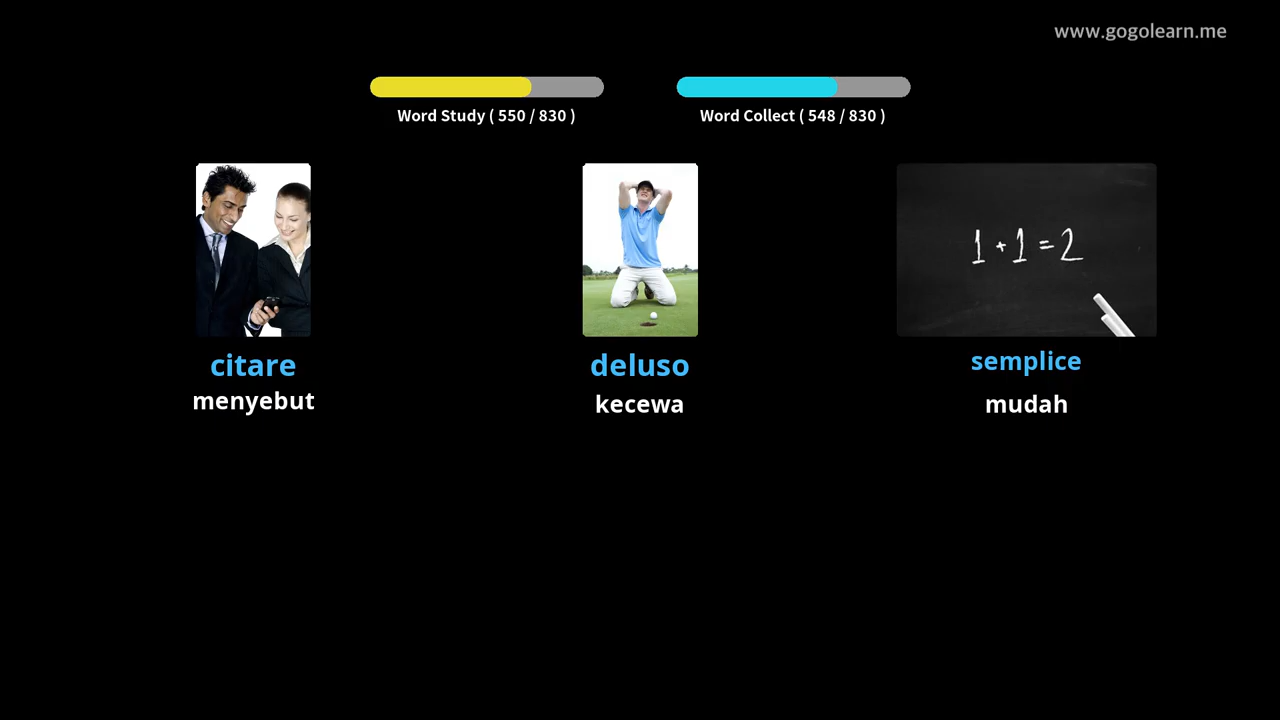 www.gogolearn.me
Word Study ( 550 / 830 )
Word Collect ( 548 / 830 )
1 + 1 = 2
citare
menyebut
deluso
kecewa
semplice
mudah